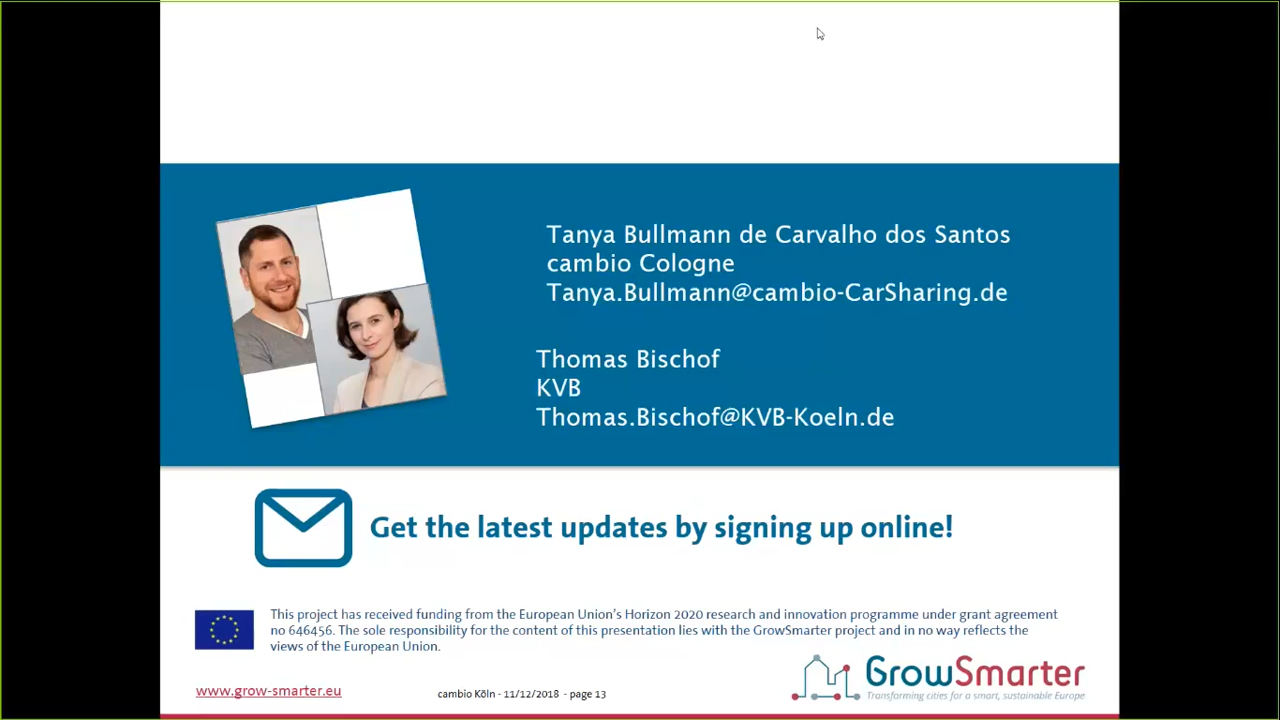 Tanya Bullmann de Carvalho dos Santos
cambio Cologne
Tanya.Bullmann@cambio-CarSharing.de
Thomas Bischof
KVB
Thomas.Bischof@KVB-Koeln.de
Get the latest updates by signing up online!
This project has received funding from the European Union's Horizon 2020 research and innovation programme under grant agreement
no 646456. The sole responsibility for the content of this presentation lies with the GrowSmarter project and in no way reflects the
views of the European Union.
www.grow-smarter.eu
cambio Köln - 11/12/2018 - page 13
GrowSmarter
Transforming cities for a smart, sustainable Europe